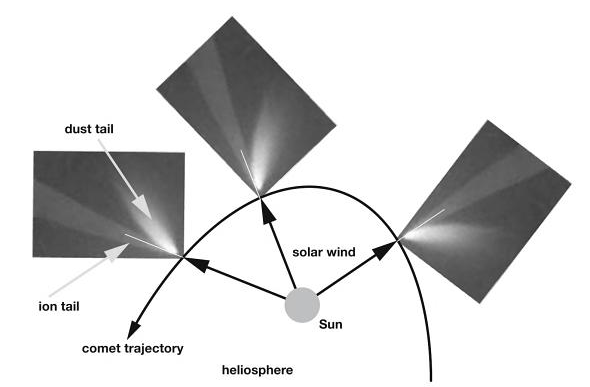 dust tail
solar wind
ion tail
Sun
comet trajectory
heliosphere